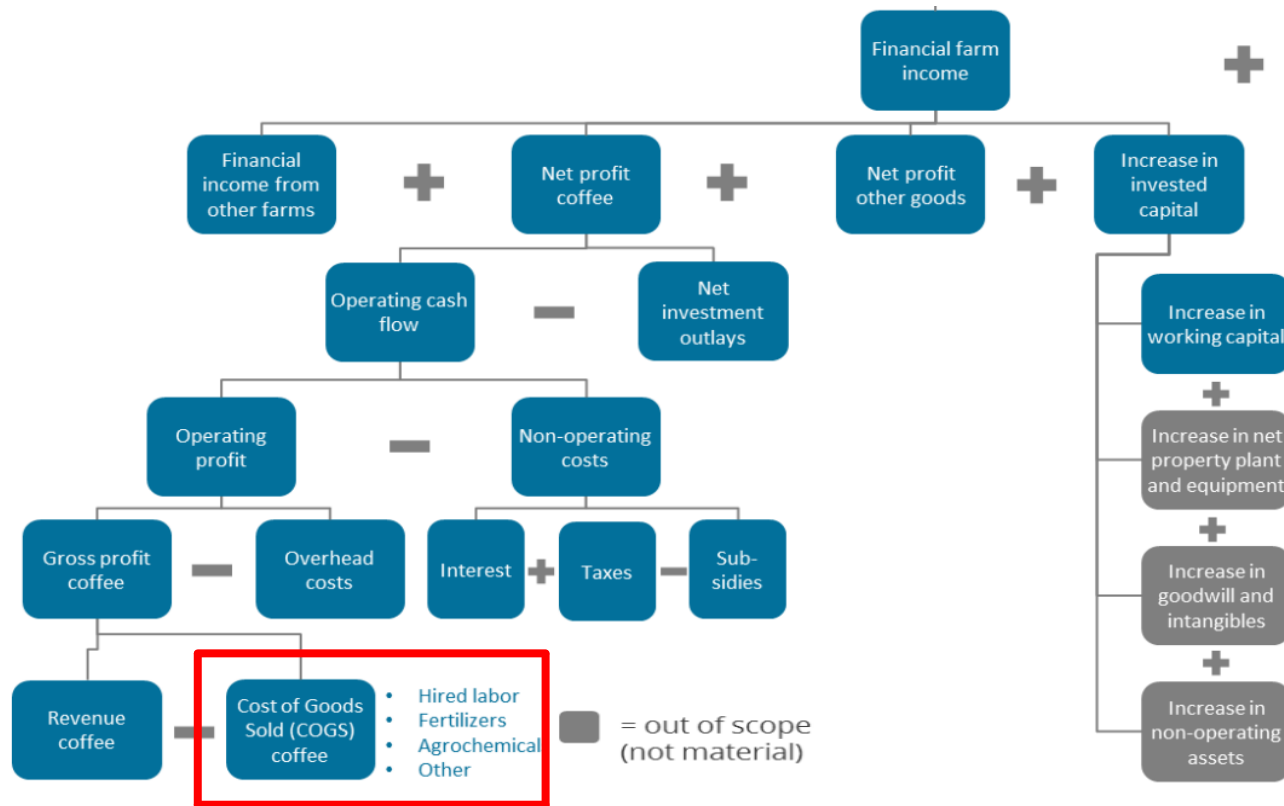 Financial farm
income
Financial
income from
other farms
Net profit
coffee
Net profit
other goods
Increase in
invested
capital
Operating cash
flow
Net
investment
outlays
Increase in
working capital
Operating
profit
Non-operating
costs
Increase in net
property plant
and equipment
Gross profit
coffee
Overhead
costs
Interest
Taxes
Sub-
sidies
Increase in
goodwill and
intangibles
Revenue
coffee
Cost of Goods
Sold (COGS)
coffee
• Hired labor
• Fertilizers
• Agrochemical
• Other
= out of scope
(not material)
Increase in
non-operating
assets